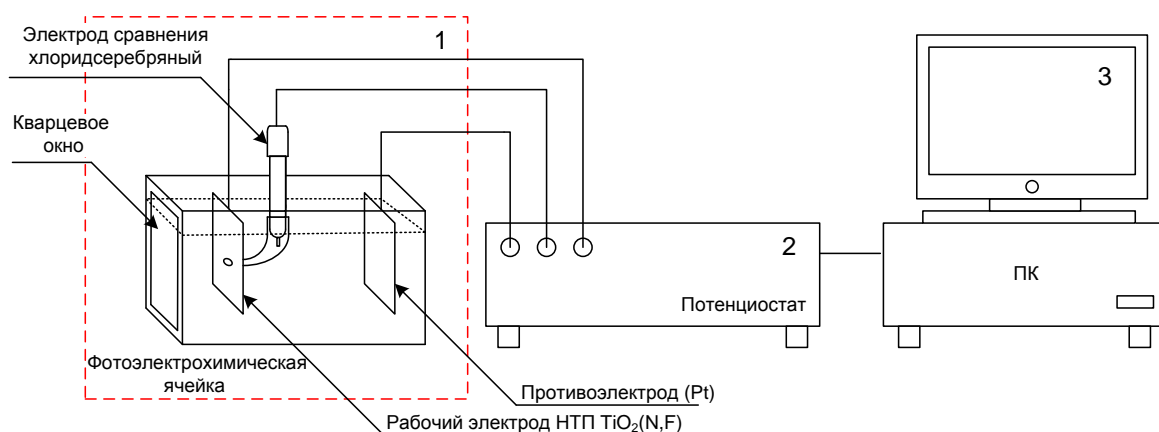 Электрод сравнения
хлоридсеребряный
1
3
Кварцевое
окно
2
ПК
Потенциостат
Фотоэлектрохимическая
ячейка
Противоэлектрод (Pt)
Рабочий электрод НТП TiO₂(N,F)